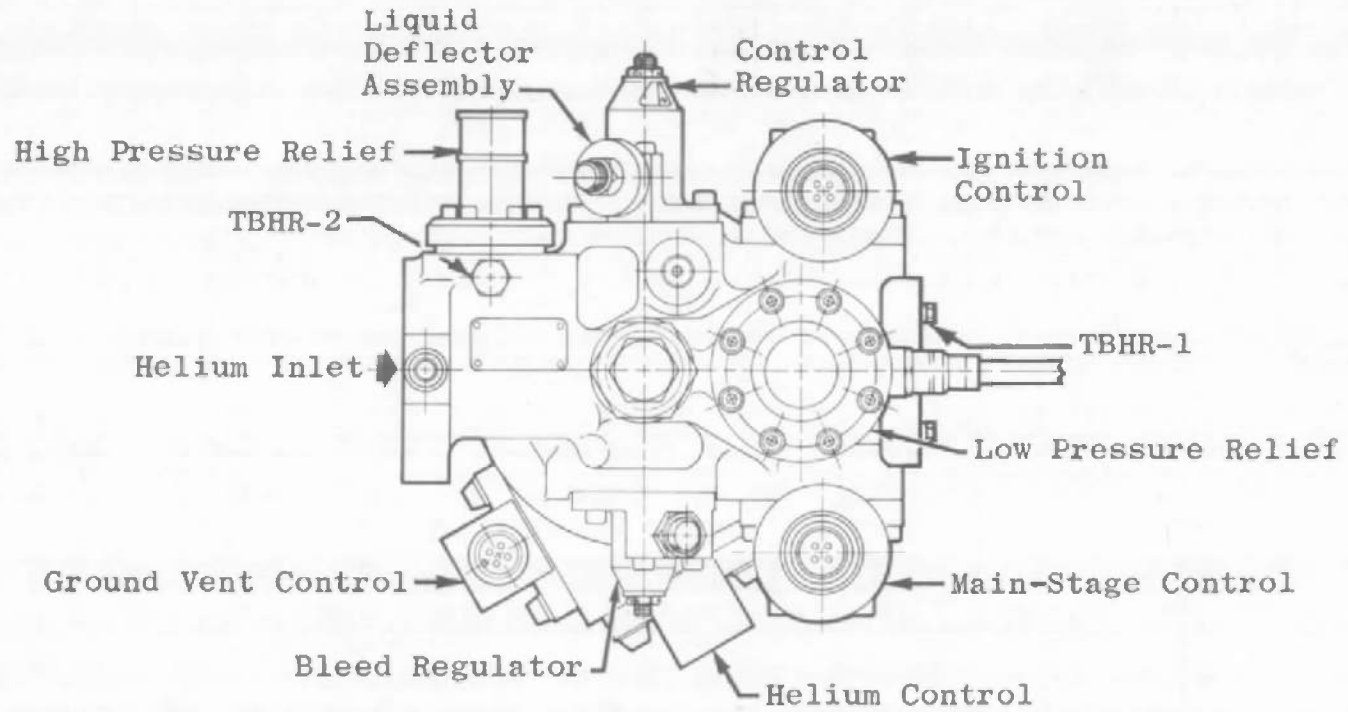 Liquid
Deflector
Assembly
Control
Regulator
High Pressure Relief
Ignition
Control
TBHR-2
TBHR-1
Helium Inlet
Low Pressure Relief
Ground Vent Control
Main-Stage Control
Bleed Regulator
Helium Control